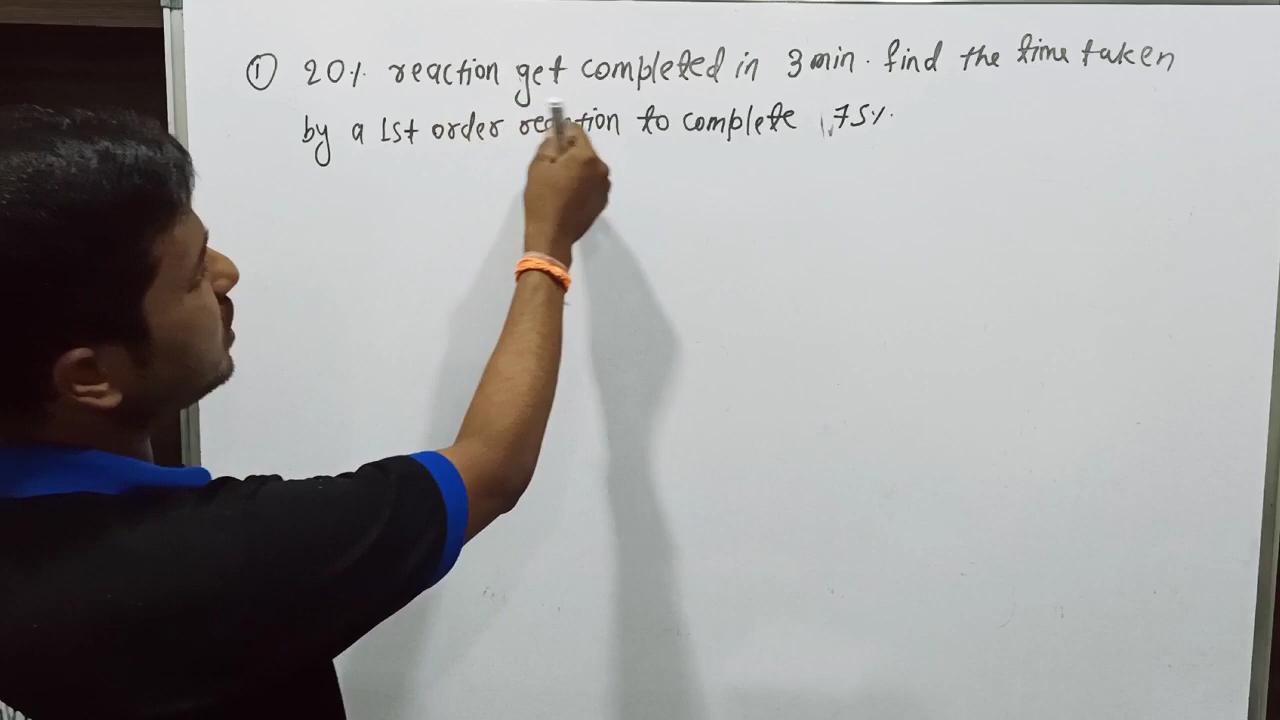 ① 20% reaction get completed in 3 min. find the time taken
by a 1st order reaction to complete 75%.